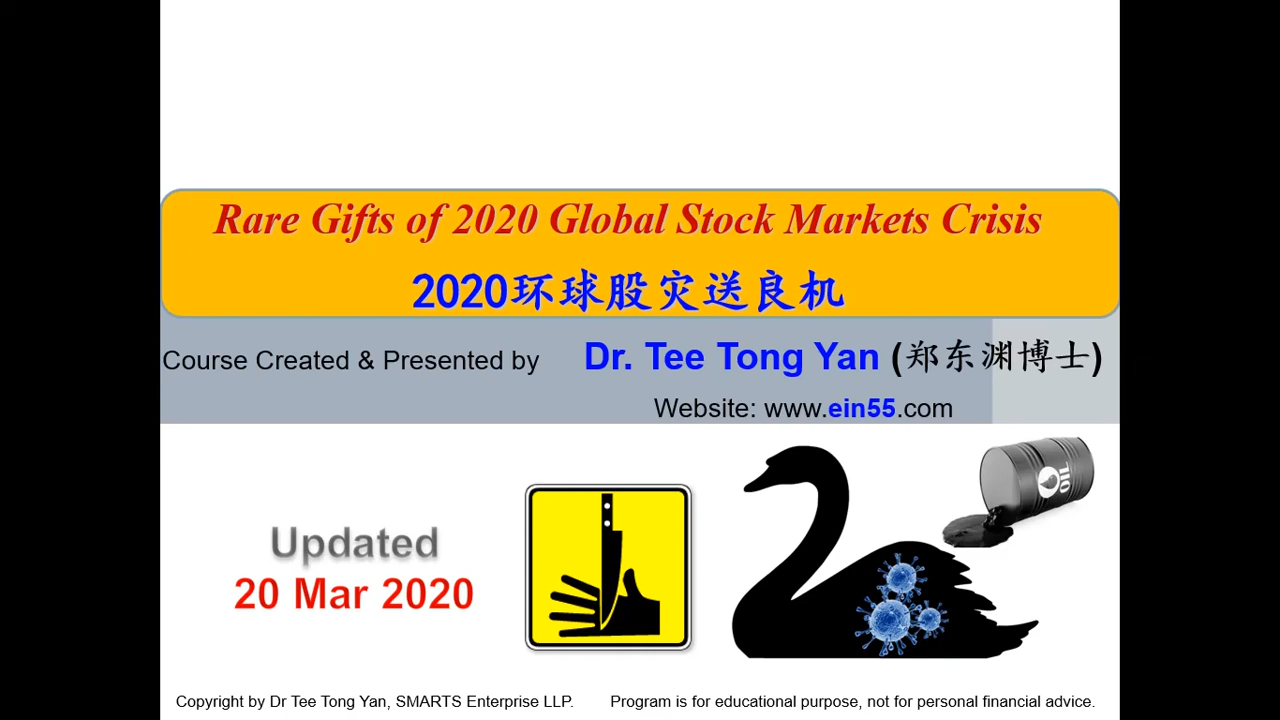 Rare Gifts of 2020 Global Stock Markets Crisis
2020环球股灾送良机
Course Created & Presented by Dr. Tee Tong Yan (郑东渊博士)
Website: www.ein55.com
OIL
Updated
20 Mar 2020
Copyright by Dr Tee Tong Yan, SMARTS Enterprise LLP. Program is for educational purpose, not for personal financial advice.